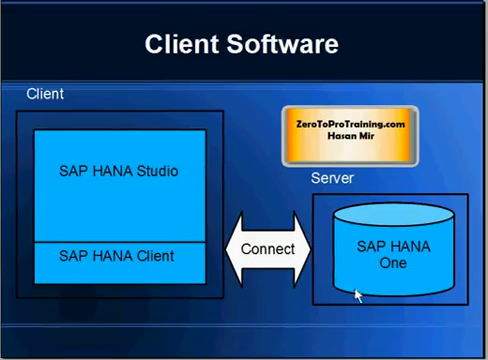 Client Software
Client
ZeroToProTraining.com
Hasan Mir
Server
SAP HANA Studio
SAP HANA Client
Connect
SAP HANA
One